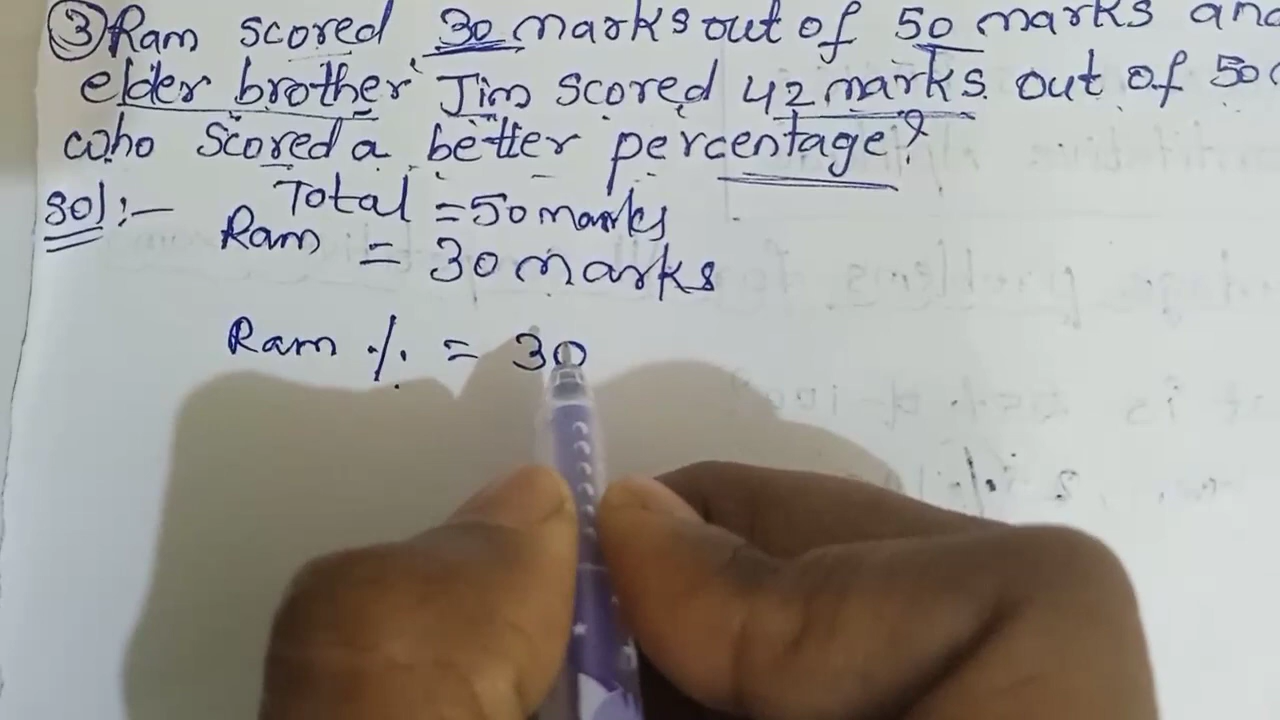 ③ Ram scored 30 marks out of 50 marks and
elder brother Jim scored 42 marks out of 50
who scored a better percentage?
Sol:- Total = 50 marks
Ram = 30 marks
Ram % = 30